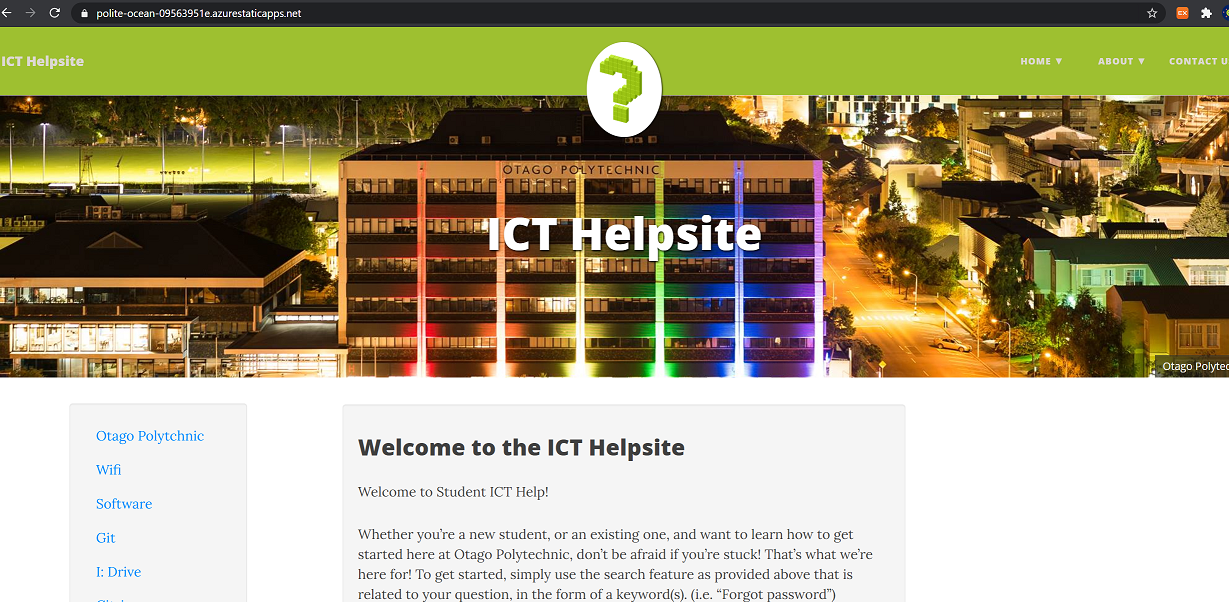 polite-ocean-09563951e.azurestaticapps.net
ICT Helpsite
HOME ▼ ABOUT ▼ CONTACT U
OTAGO POLYTECHNIC
ICT Helpsite
Otago Polytec
Otago Polytchnic
Wifi
Software
Git
I: Drive
Welcome to the ICT Helpsite
Welcome to Student ICT Help!
Whether you’re a new student, or an existing one, and want to learn how to get
started here at Otago Polytechnic, don’t be afraid if you’re stuck! That’s what we’re
here for! To get started, simply use the search feature as provided above that is
related to your question, in the form of a keyword(s). (i.e. “Forgot password”)